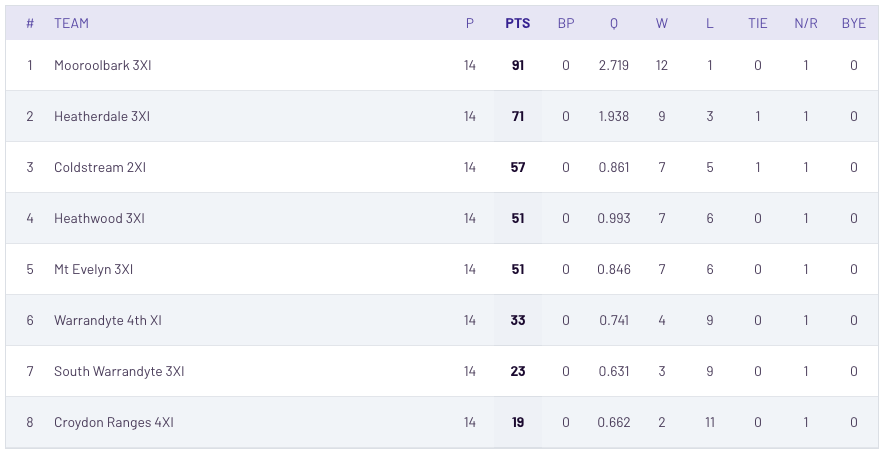 # TEAM P PTS BP Q W L TIE N/R BYE
1 Mooroolbark 3XI 14 91 0 2.719 12 1 0 1 0
2 Heatherdale 3XI 14 71 0 1.938 9 3 1 1 0
3 Coldstream 2XI 14 57 0 0.861 7 5 1 1 0
4 Heathwood 3XI 14 51 0 0.993 7 6 0 1 0
5 Mt Evelyn 3XI 14 51 0 0.846 7 6 0 1 0
6 Warrandyte 4th XI 14 33 0 0.741 4 9 0 1 0
7 South Warrandyte 3XI 14 23 0 0.631 3 9 0 1 0
8 Croydon Ranges 4XI 14 19 0 0.662 2 11 0 1 0